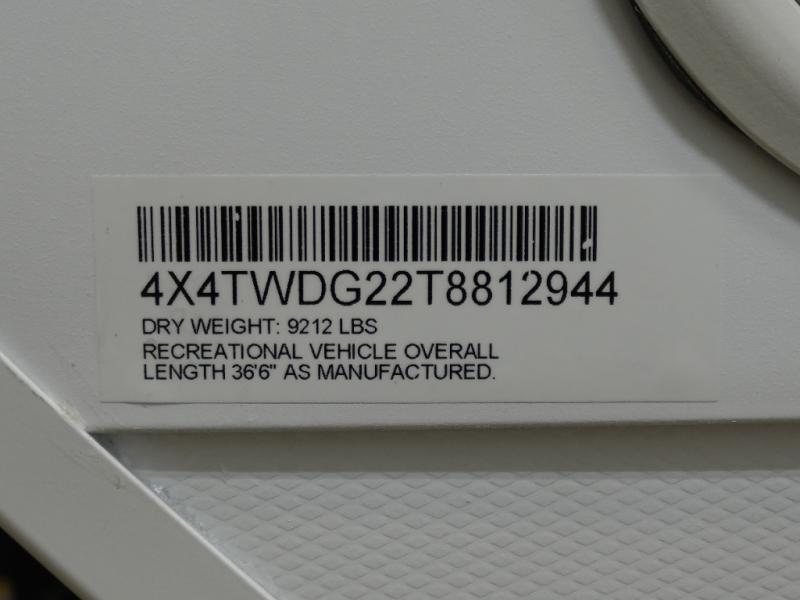 4X4TWDG22T8812944
DRY WEIGHT: 9212 LBS
RECREATIONAL VEHICLE OVERALL
LENGTH 36'6" AS MANUFACTURED.